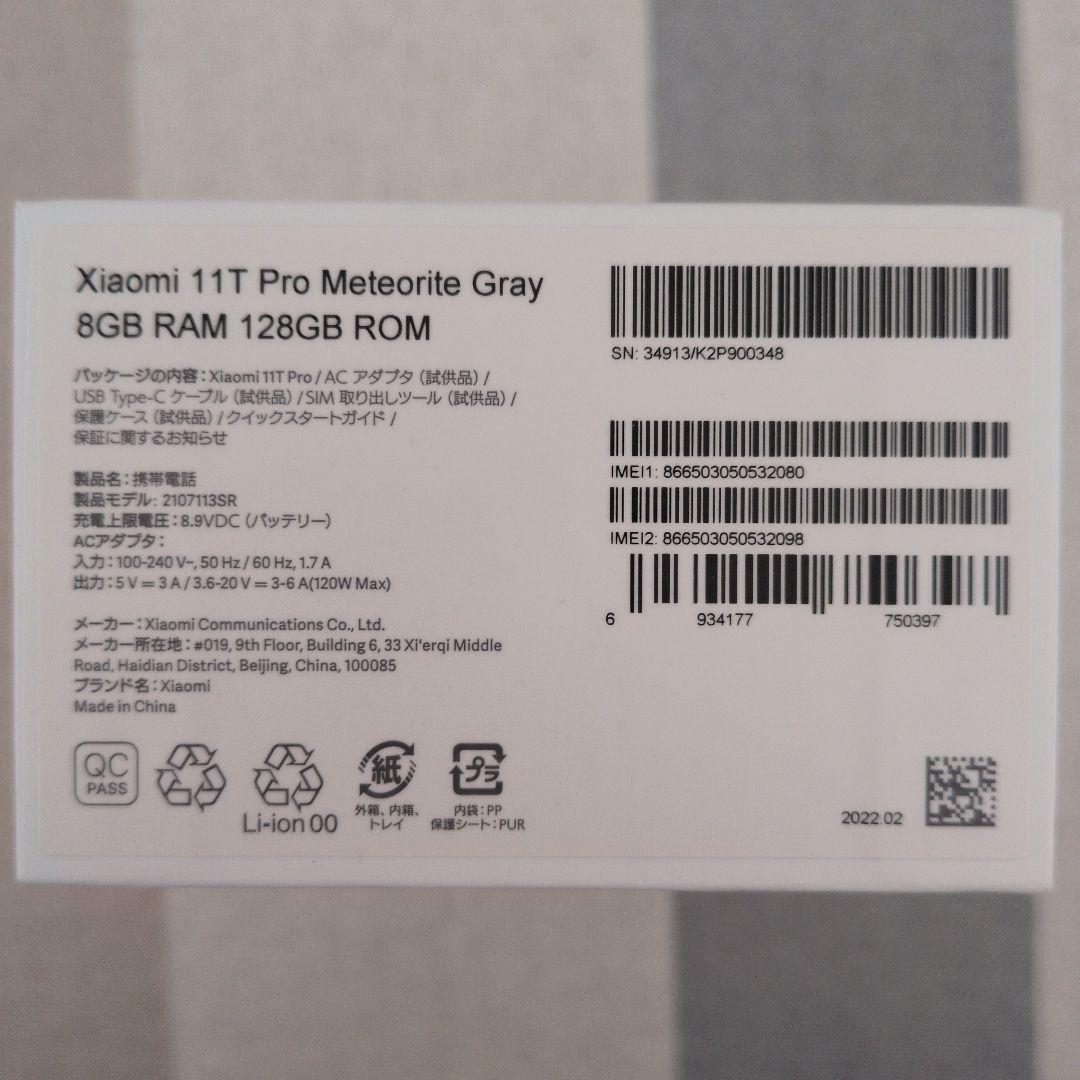 Xiaomi 11T Pro Meteorite Gray
8GB RAM 128GB ROM
パッケージの内容：Xiaomi 11T Pro / AC アダプタ（試供品）/
USB Type-C ケーブル（試供品）/ SIM 取り出しツール（試供品）/
保護ケース（試供品）/ クイックスタートガイド /
保証に関するお知らせ
製品名：携帯電話
製品モデル: 2107113SR
充電上限電圧：8.9VDC（バッテリー）
ACアダプタ：
入力：100-240 V~, 50 Hz / 60 Hz, 1.7 A
出力：5 V ⎓ 3 A / 3.6-20 V ⎓ 3-6 A(120W Max)
メーカー：Xiaomi Communications Co., Ltd.
メーカー所在地：#019, 9th Floor, Building 6, 33 Xi'erqi Middle
Road, Haidian District, Beijing, China, 100085
ブランド名：Xiaomi
Made in China
QC
PASS
Li-ion 00
紙
外箱、内箱、
トレイ
プラ
内袋：PP
保護シート：PUR
SN: 34913/K2P900348
IMEI1: 866503050532080
IMEI2: 866503050532098
6 934177 750397
2022.02